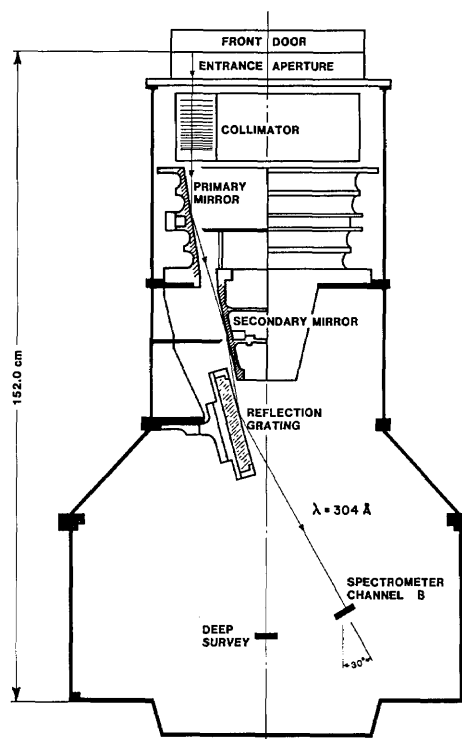 FRONT DOOR
ENTRANCE APERTURE
COLLIMATOR
PRIMARY
MIRROR
SECONDARY MIRROR
152.0 cm
REFLECTION
GRATING
λ = 304 Å
SPECTROMETER
CHANNEL B
DEEP
SURVEY
30°